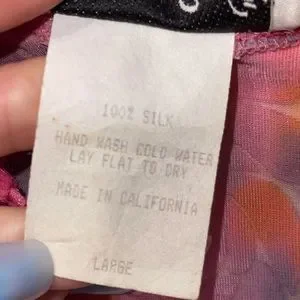 100% SILK
HAND WASH COLD WATER
LAY FLAT TO DRY
MADE IN CALIFORNIA
LARGE